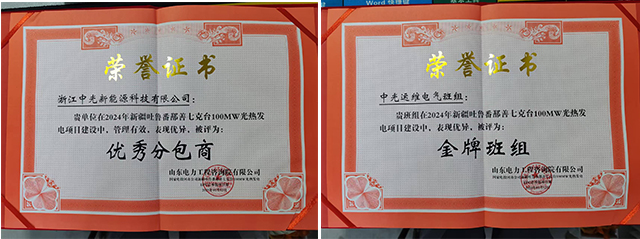 荣誉证书
浙江中光新能源科技有限公司：
贵单位在2024年新疆吐鲁番鄯善七克台100MW光热发
电项目建设中，管理有效，表现优异，被评为：
优秀分包商
山东电力工程咨询院有限公司
Word 快捷键
荣誉证书
中光运维电气班组：
贵班组在2024年新疆吐鲁番鄯善七克台100MW光热发
电项目建设中，表现优异，被评为：
金牌班组
山东电力工程咨询院有限公司